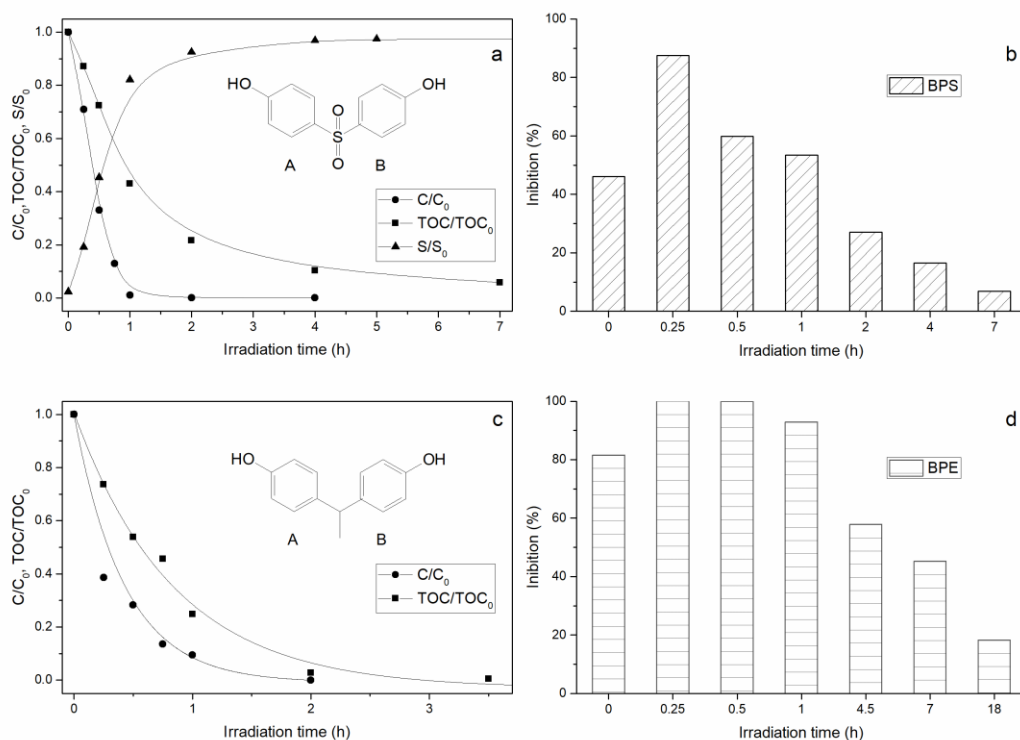 a
C/C₀, TOC/TOC₀, S/S₀
1.0
0.8
0.6
0.4
0.2
0.0
HO
OH
O
S
O
A
B
C/C₀
TOC/TOC₀
S/S₀
0 1 2 3 4 5 6 7
Irradiation time (h)
b
Inibition (%)
100
80
60
40
20
0
BPS
0 0.25 0.5 1 2 4 7
Irradiation time (h)
c
C/C₀, TOC/TOC₀
1.0
0.8
0.6
0.4
0.2
0.0
HO
OH
A
B
C/C₀
TOC/TOC₀
0 1 2 3
Irradiation time (h)
d
Inibition (%)
100
80
60
40
20
0
BPE
0 0.25 0.5 1 4.5 7 18
Irradiation time (h)